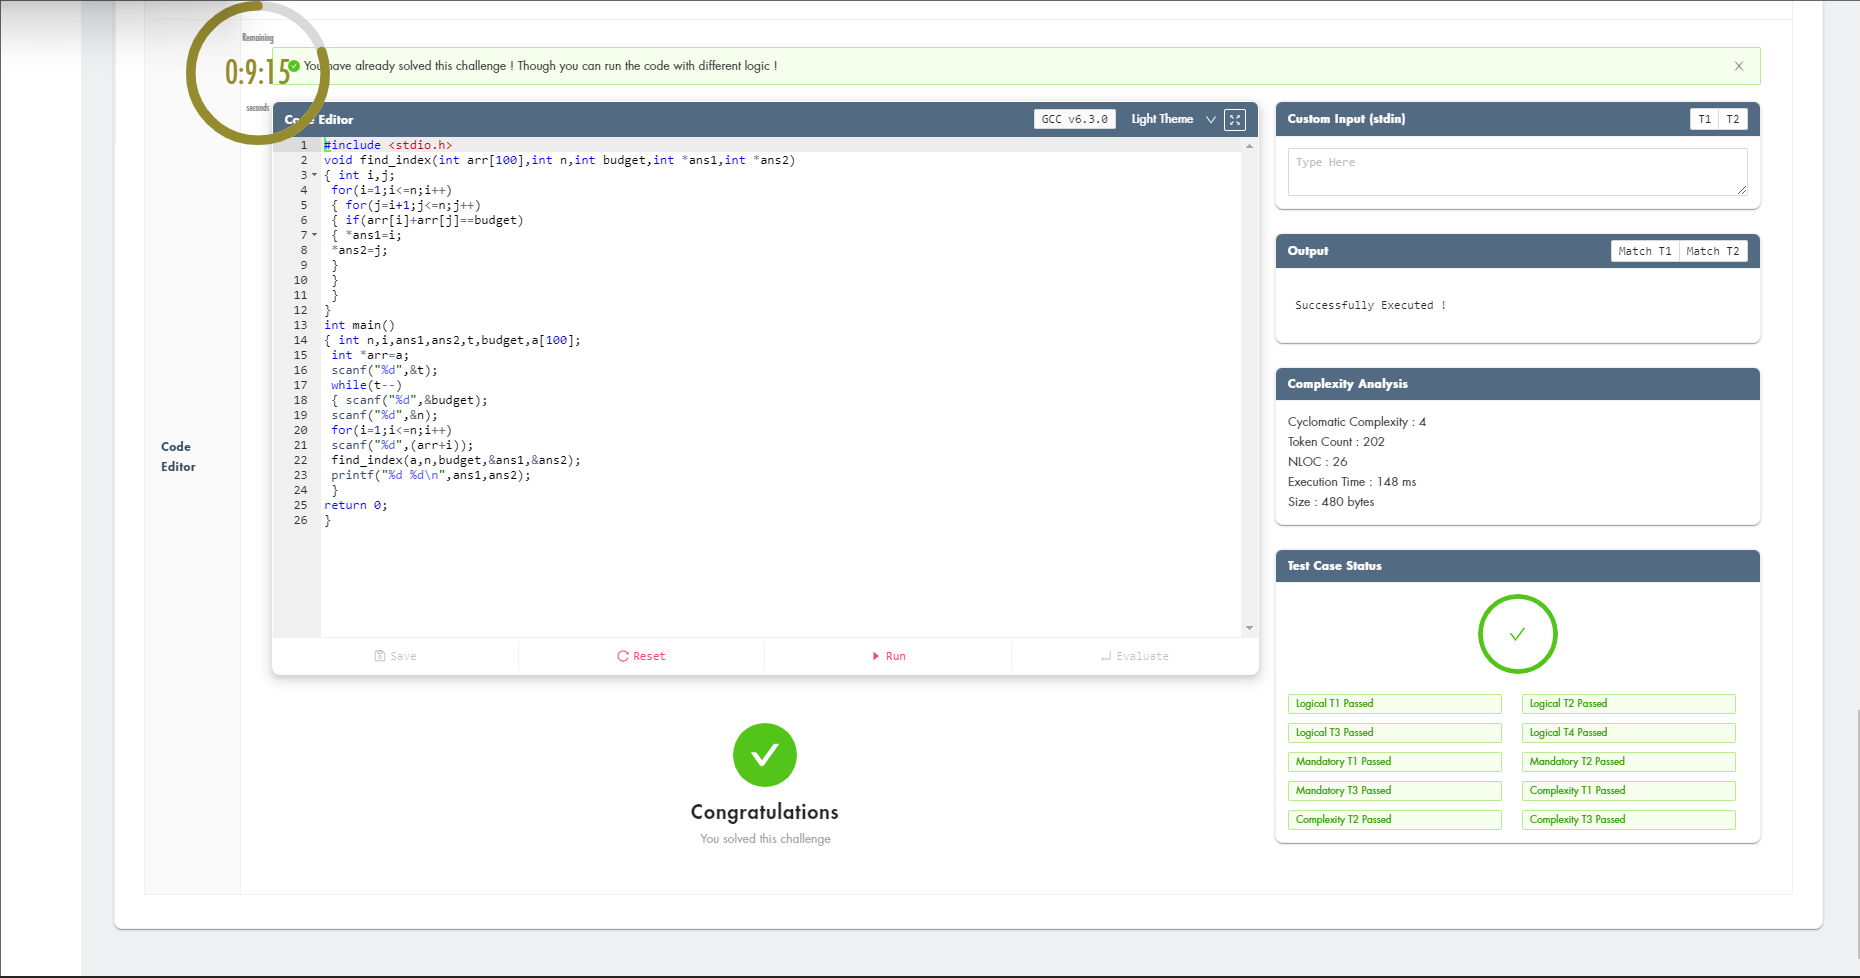 Remaining
0:9:15
seconds
You have already solved this challenge ! Though you can run the code with different logic !
Code Editor
GCC v6.3.0
Light Theme
1 #include <stdio.h>
2 void find_index(int arr[100],int n,int budget,int *ans1,int *ans2)
3 { int i,j;
4 for(i=1;i<=n;i++)
5 { for(j=i+1;j<=n;j++)
6 { if(arr[i]+arr[j]==budget)
7 { *ans1=i;
8 *ans2=j;
9 }
10 }
11 }
12 }
13 int main()
14 { int n,i,ans1,ans2,t,budget,a[100];
15 int *arr=a;
16 scanf("%d",&t);
17 while(t--)
18 { scanf("%d",&budget);
19 scanf("%d",&n);
20 for(i=1;i<=n;i++)
21 scanf("%d",(arr+i));
22 find_index(a,n,budget,&ans1,&ans2);
23 printf("%d %d\n",ans1,ans2);
24 }
25 return 0;
26 }
Code
Editor
Save
Reset
Run
Evaluate
Congratulations
You solved this challenge
Custom Input (stdin)
T1
T2
Type Here
Output
Match T1
Match T2
Successfully Executed !
Complexity Analysis
Cyclomatic Complexity : 4
Token Count : 202
NLOC : 26
Execution Time : 148 ms
Size : 480 bytes
Test Case Status
Logical T1 Passed
Logical T2 Passed
Logical T3 Passed
Logical T4 Passed
Mandatory T1 Passed
Mandatory T2 Passed
Mandatory T3 Passed
Complexity T1 Passed
Complexity T2 Passed
Complexity T3 Passed